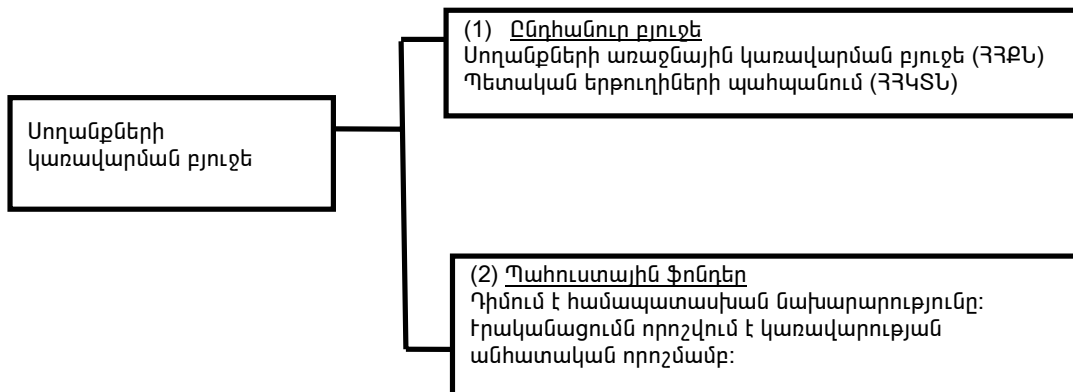 (1) Ընդհանուր բյուջե
Սողանքների առաջնային կառավարման բյուջե (ՀՀՔՆ)
Պետական երթուղիների պահպանում (ՀՀԿՏՆ)
Սողանքների
կառավարման բյուջե
(2) Պահուստային ֆոնդեր
Դիմում է համապատասխան նախարարությունը:
Իրականացումն որոշվում է կառավարության
անհատական որոշմամբ: